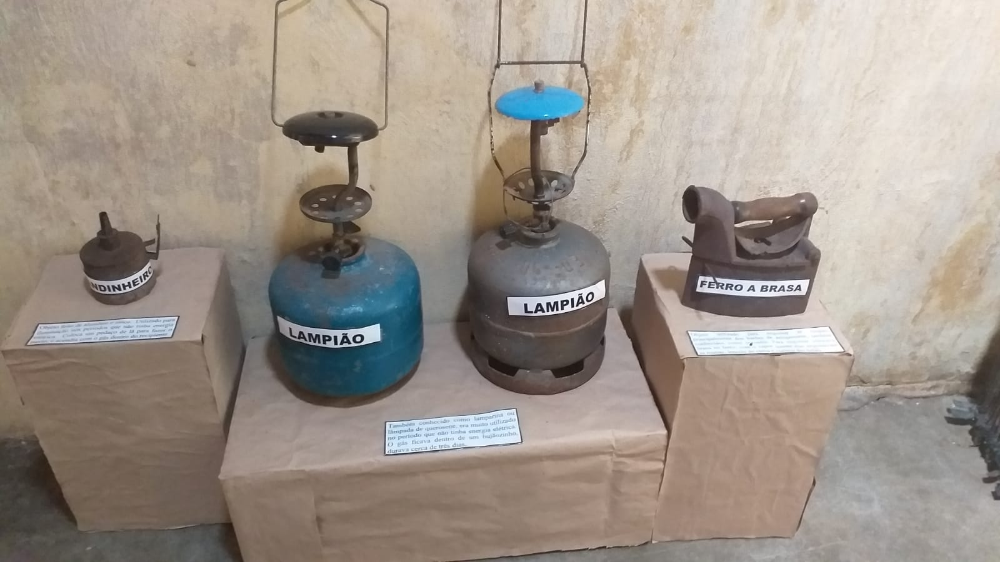 NDINHEIRO
Objeto feito de alumínio e zinco. Utilizado para
iluminação nos períodos que não tinha energia
elétrica. Coloca um pedaço de lã para fazer o
pavio, e acendia com o gás dentro do recipiente.
LAMPIÃO
LAMPIÃO
Também conhecido como lamparina ou
lâmpada de querosene, era muito utilizado
no período que não tinha energia elétrica.
O gás ficava dentro de um bujãozinho,
durava cerca de três dias.
FERRO A BRASA
Objeto utilizado para